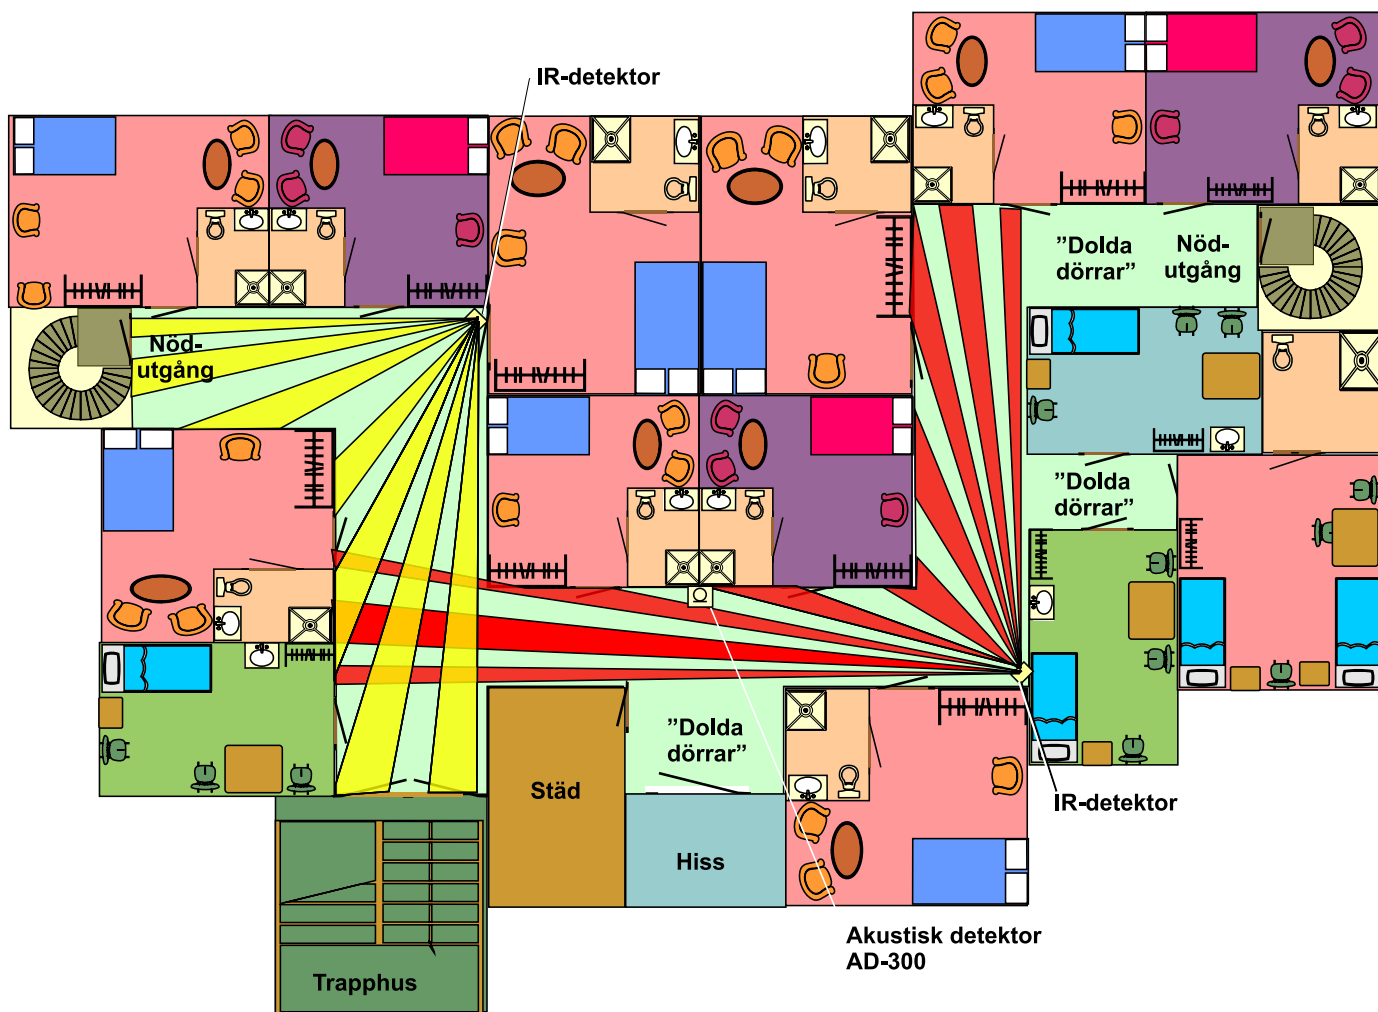 IR-detektor
”Dolda
dörrar”
Nöd-
utgång
Nöd-
utgång
”Dolda
dörrar”
”Dolda
dörrar”
Städ
IR-detektor
Hiss
Akustisk detektor
AD-300
Trapphus